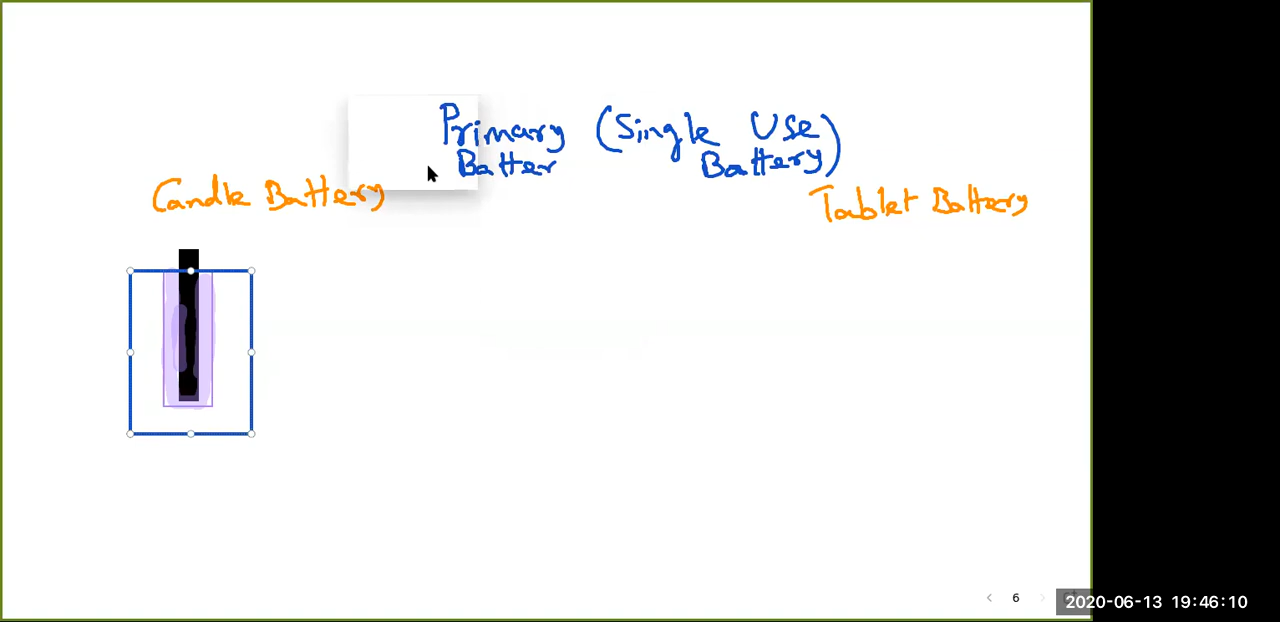 Primary (Single Use
Batter Battery)
Candle Battery
Tablet Battery
6
2020-06-13 19:46:10